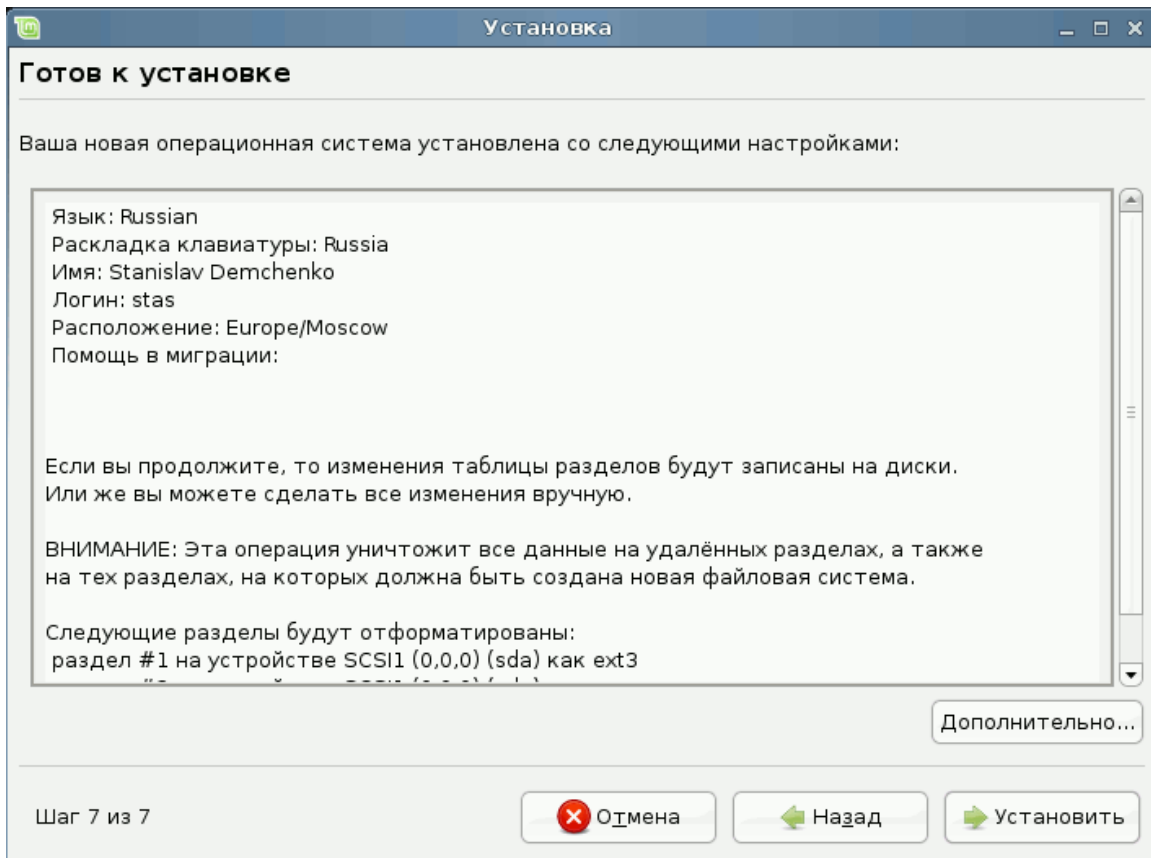 Установка
Готов к установке
Ваша новая операционная система установлена со следующими настройками:
Язык: Russian
Раскладка клавиатуры: Russia
Имя: Stanislav Demchenko
Логин: stas
Расположение: Europe/Moscow
Помощь в миграции:
Если вы продолжите, то изменения таблицы разделов будут записаны на диски.
Или же вы можете сделать все изменения вручную.
ВНИМАНИЕ: Эта операция уничтожит все данные на удалённых разделах, а также
на тех разделах, на которых должна быть создана новая файловая система.
Следующие разделы будут отформатированы:
раздел #1 на устройстве SCSI1 (0,0,0) (sda) как ext3
Дополнительно...
Шаг 7 из 7
Отмена
Назад
Установить